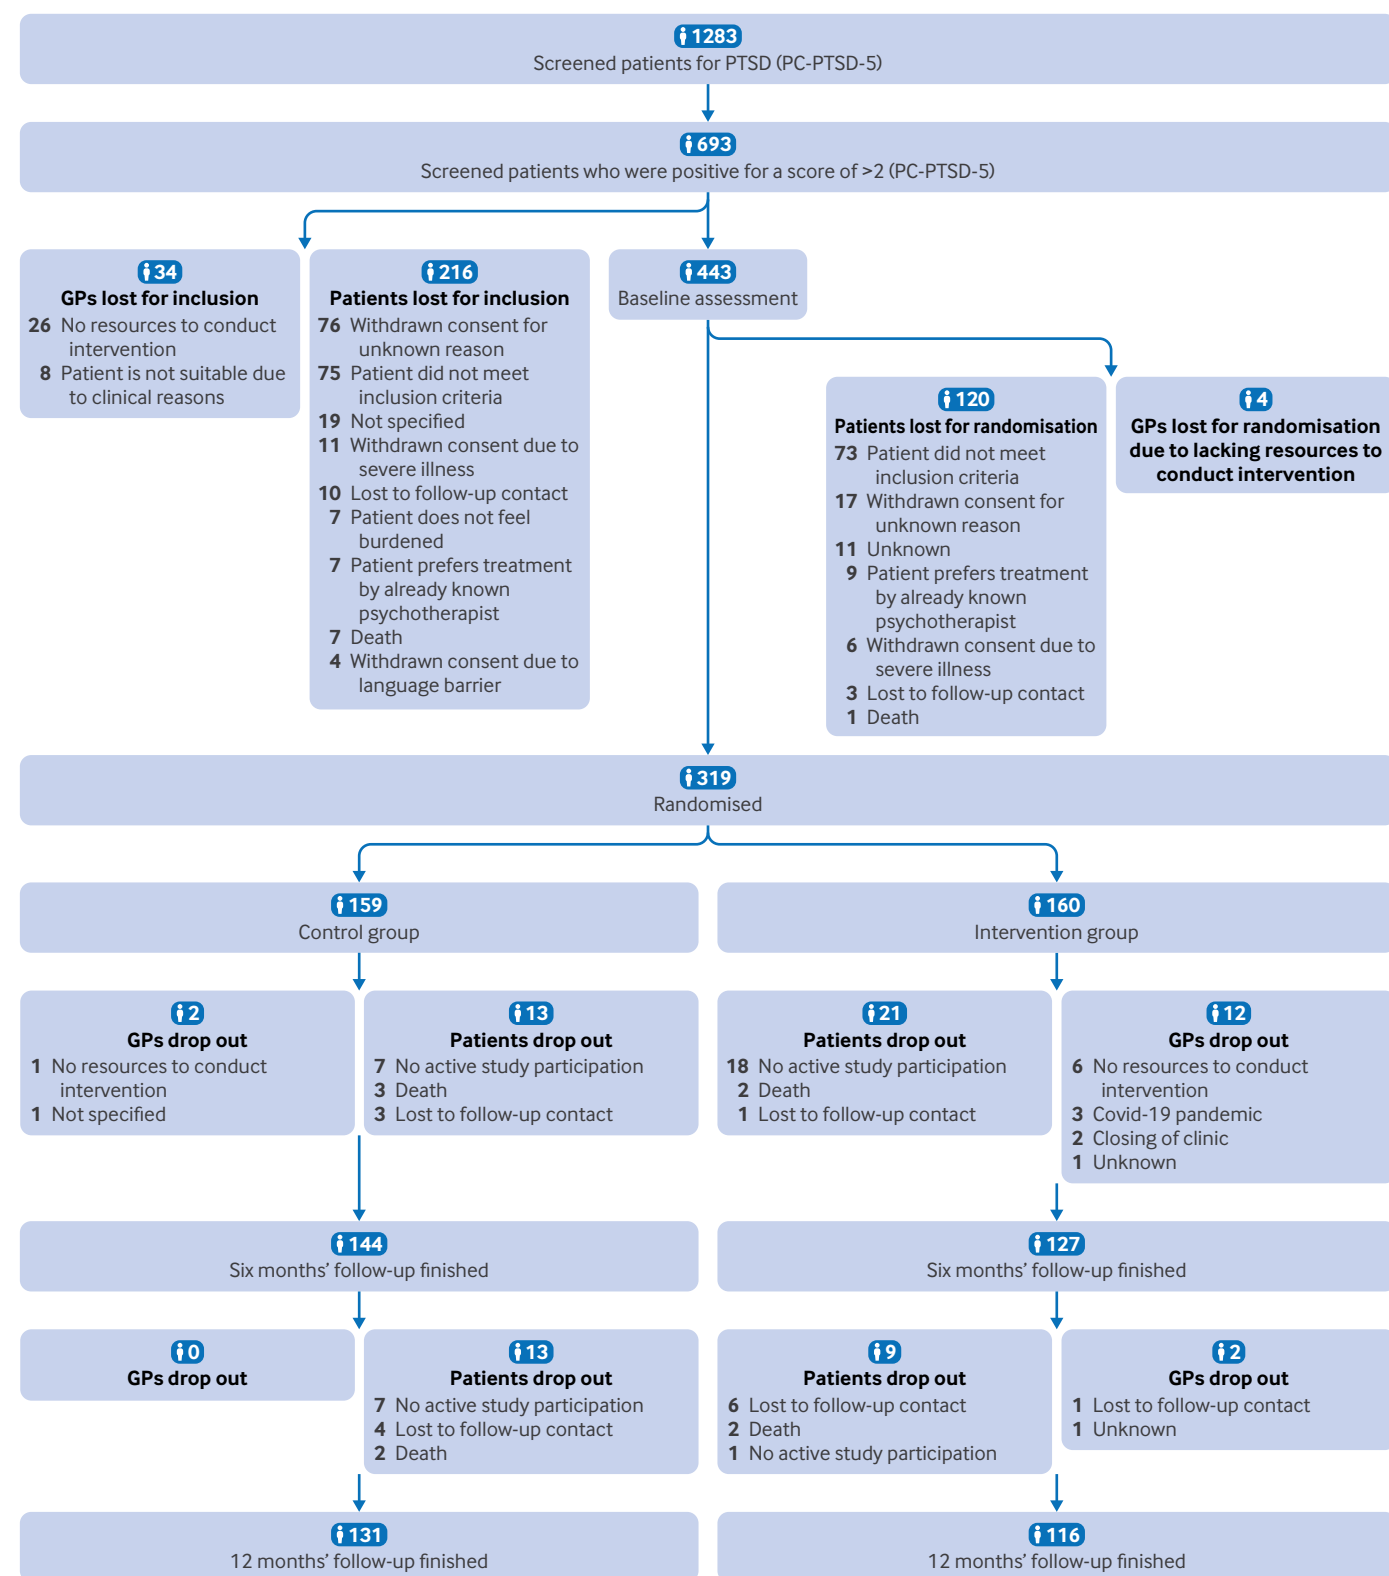 1283
Screened patients for PTSD (PC-PTSD-5)
693
Screened patients who were positive for a score of >2 (PC-PTSD-5)
34
GPs lost for inclusion
26 No resources to conduct
intervention
8 Patient is not suitable due
to clinical reasons
216
Patients lost for inclusion
76 Withdrawn consent for
unknown reason
75 Patient did not meet
inclusion criteria
19 Not specified
11 Withdrawn consent due to
severe illness
10 Lost to follow-up contact
7 Patient does not feel
burdened
7 Patient prefers treatment
by already known
psychotherapist
7 Death
4 Withdrawn consent due to
language barrier
443
Baseline assessment
120
Patients lost for randomisation
73 Patient did not meet
inclusion criteria
17 Withdrawn consent for
unknown reason
11 Unknown
9 Patient prefers treatment
by already known
psychotherapist
6 Withdrawn consent due to
severe illness
3 Lost to follow-up contact
1 Death
4
GPs lost for randomisation
due to lacking resources to
conduct intervention
319
Randomised
159
Control group
160
Intervention group
2
GPs drop out
1 No resources to conduct
intervention
1 Not specified
13
Patients drop out
7 No active study participation
3 Death
3 Lost to follow-up contact
21
Patients drop out
18 No active study participation
2 Death
1 Lost to follow-up contact
12
GPs drop out
6 No resources to conduct
intervention
3 Covid-19 pandemic
2 Closing of clinic
1 Unknown
144
Six months’ follow-up finished
127
Six months’ follow-up finished
0
GPs drop out
13
Patients drop out
7 No active study participation
4 Lost to follow-up contact
2 Death
9
Patients drop out
6 Lost to follow-up contact
2 Death
1 No active study participation
2
GPs drop out
1 Lost to follow-up contact
1 Unknown
131
12 months’ follow-up finished
116
12 months’ follow-up finished